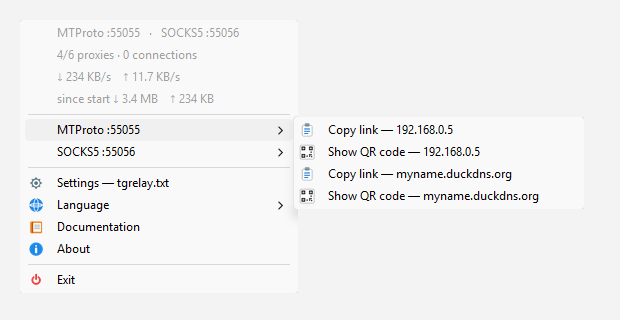 MTProto :55055 · SOCKS5 :55056
4/6 proxies · 0 connections
↓ 234 KB/s ↑ 11.7 KB/s
since start ↓ 3.4 MB ↑ 234 KB
MTProto :55055
SOCKS5 :55056
Settings — tgrelay.txt
Language
Documentation
About
Exit
Copy link — 192.168.0.5
Show QR code — 192.168.0.5
Copy link — myname.duckdns.org
Show QR code — myname.duckdns.org